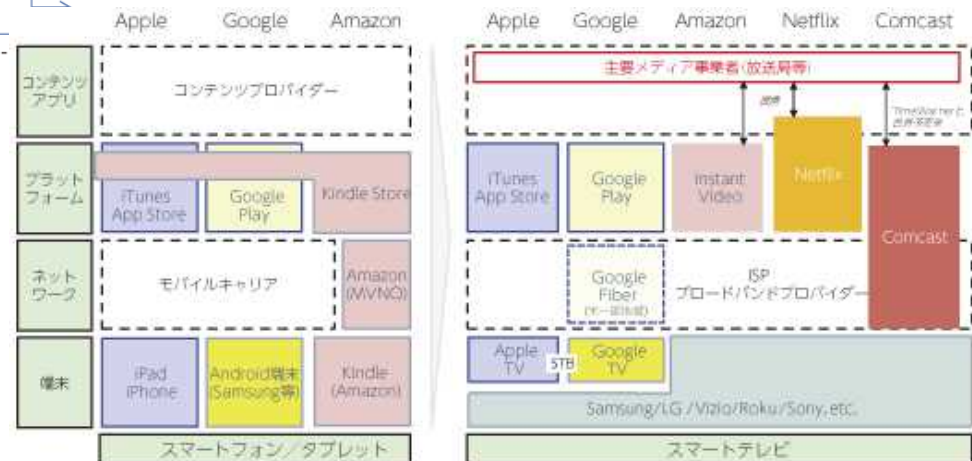 Apple Google Amazon
コンテンツ
アプリ
コンテンツプロバイダー
プラット
フォーム
iTunes
App Store
Google
Play
Kindle Store
ネット
ワーク
モバイルキャリア
Amazon
(MVNO)
端末
iPad
iPhone
Android端末
(Samsung等)
Kindle
(Amazon)
スマートフォン／タブレット
Apple Google Amazon Netflix Comcast
主要メディア事業者(放送局等)
提携
iTunes
App Store
Google
Play
Instant
Video
Netflix
Comcast
Google
Fiber
ISP
ブロードバンドプロバイダー
Apple
TV
STB
Google
TV
Samsung/LG/Vizio/Roku/Sony,etc.
スマートテレビ